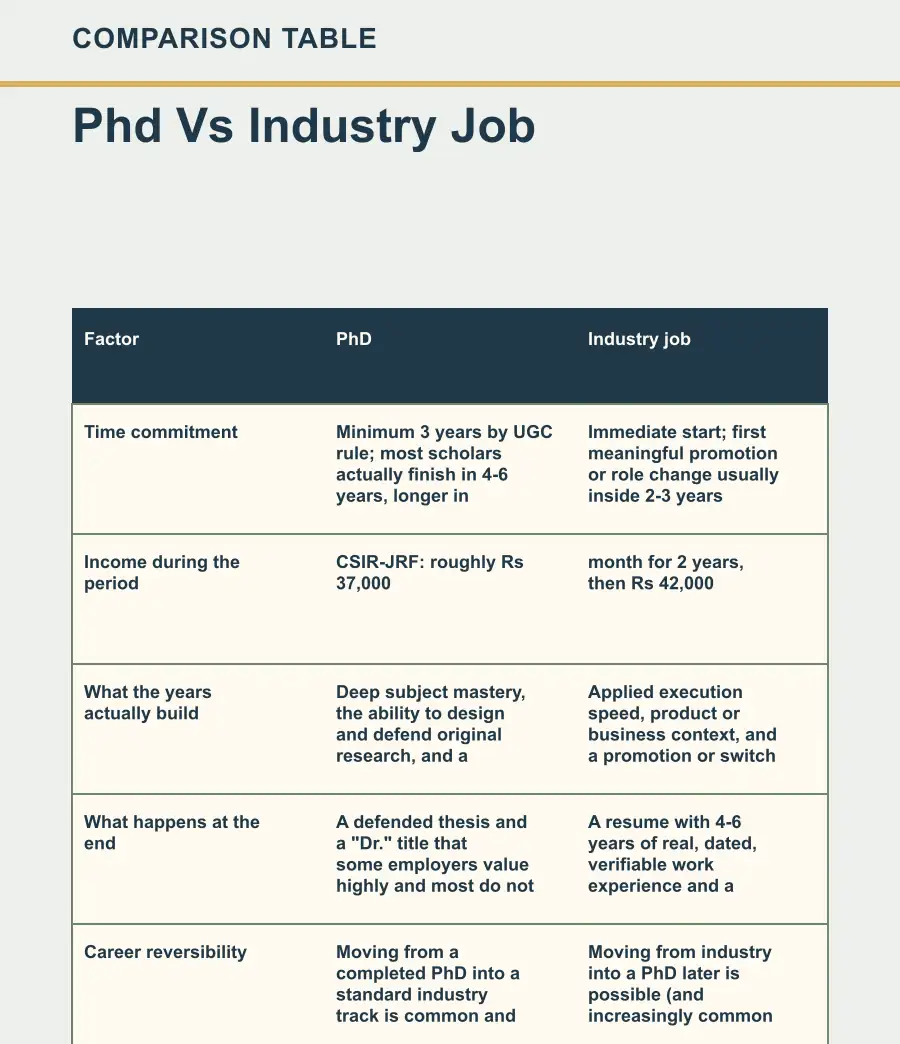 COMPARISON TABLE
Phd Vs Industry Job
Factor
PhD
Industry job
Time commitment
Minimum 3 years by UGC
rule; most scholars
actually finish in 4-6
years, longer in
Immediate start; first
meaningful promotion
or role change usually
inside 2-3 years
Income during the
period
CSIR-JRF: roughly Rs
37,000
month for 2 years,
then Rs 42,000
What the years
actually build
Deep subject mastery,
the ability to design
and defend original
research, and a
Applied execution
speed, product or
business context, and
a promotion or switch
What happens at the
end
A defended thesis and
a "Dr." title that
some employers value
highly and most do not
A resume with 4-6
years of real, dated,
verifiable work
experience and a
Career reversibility
Moving from a
completed PhD into a
standard industry
track is common and
Moving from industry
into a PhD later is
possible (and
increasingly common